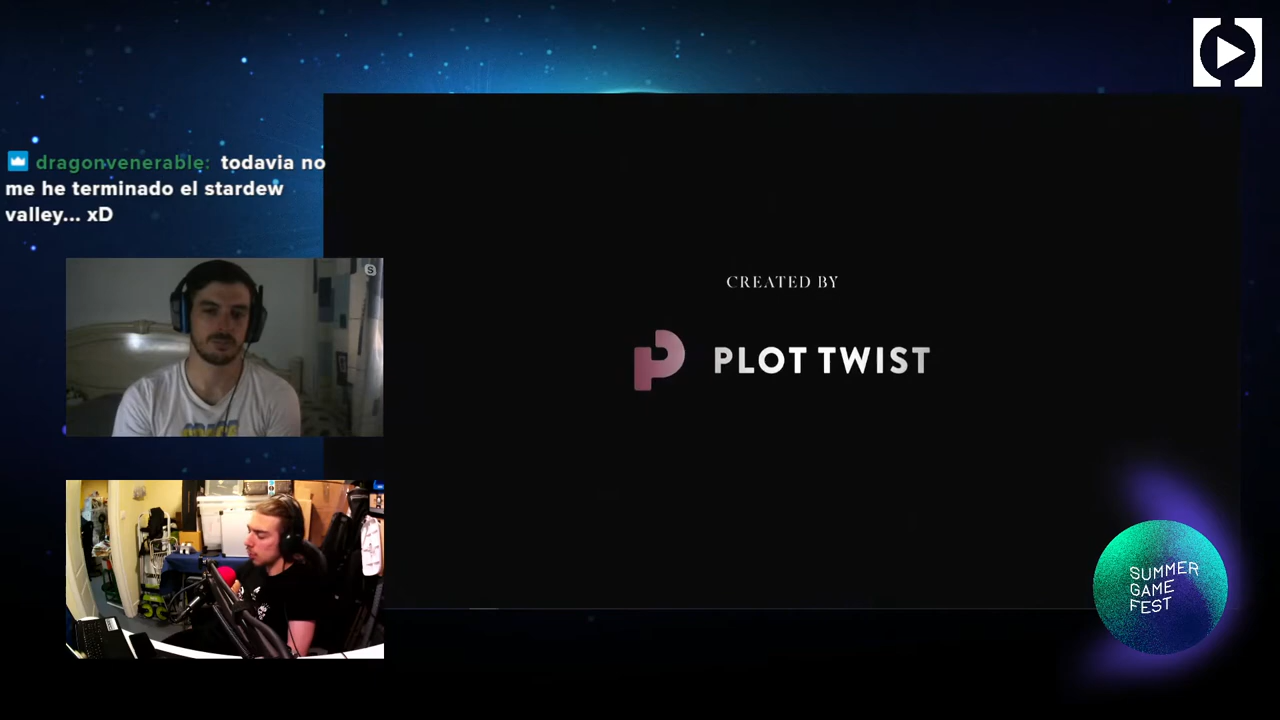 dragonvenerable: todavia no
me he terminado el stardew
valley... xD
CREATED BY
PLOT TWIST
SUMMER
GAME
FEST